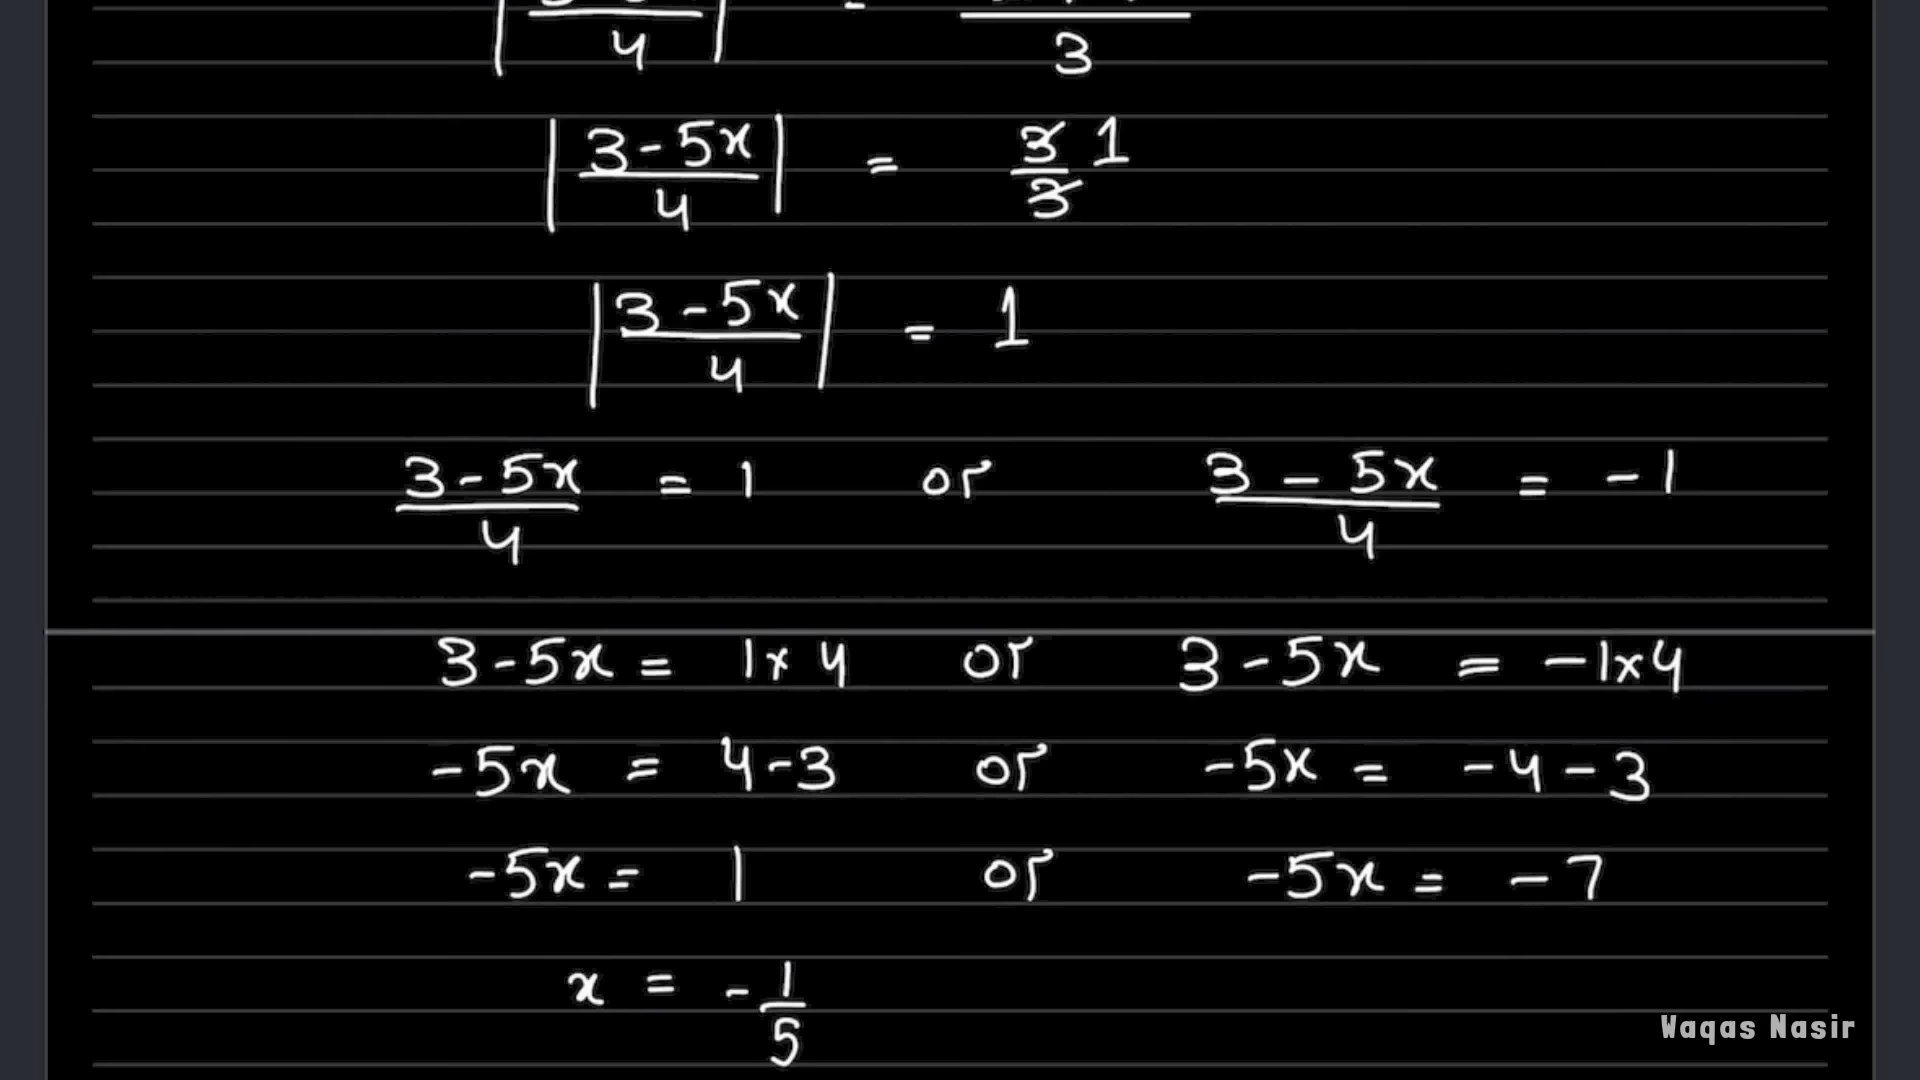 4 3
|3 - 5x / 4| = 3/3 1
|3 - 5x / 4| = 1
3 - 5x / 4 = 1 or 3 - 5x / 4 = - 1
3 - 5x = 1 x 4 or 3 - 5x = - 1 x 4
- 5x = 4 - 3 or - 5x = - 4 - 3
- 5x = 1 or - 5x = - 7
x = - 1/5
Waqas Nasir